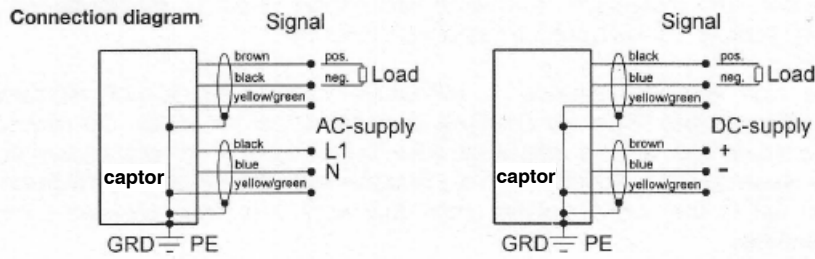 Connection diagram
Signal
brown
pos.
black
neg.
Load
yellow/green
AC-supply
black
L1
captor
blue
N
yellow/green
GRD
PE
Signal
black
pos.
blue
neg.
Load
yellow/green
DC-supply
brown
+
captor
blue
−
yellow/green
GRD
PE